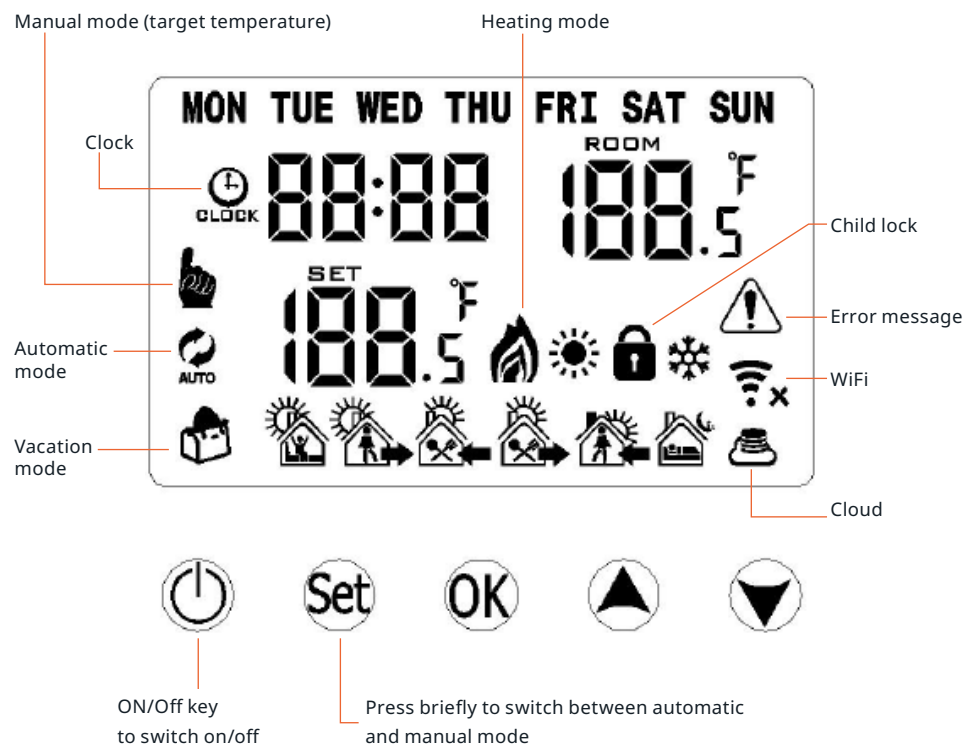 Manual mode (target temperature)
Heating mode
MON TUE WED THU FRI SAT SUN
Clock
CLOCK
88:88
ROOM
188.5
°F
Child lock
SET
188.5
°F
Error message
Automatic
mode
AUTO
WiFi
Vacation
mode
Cloud
Set
OK
ON/Off key
to switch on/off
Press briefly to switch between automatic
and manual mode